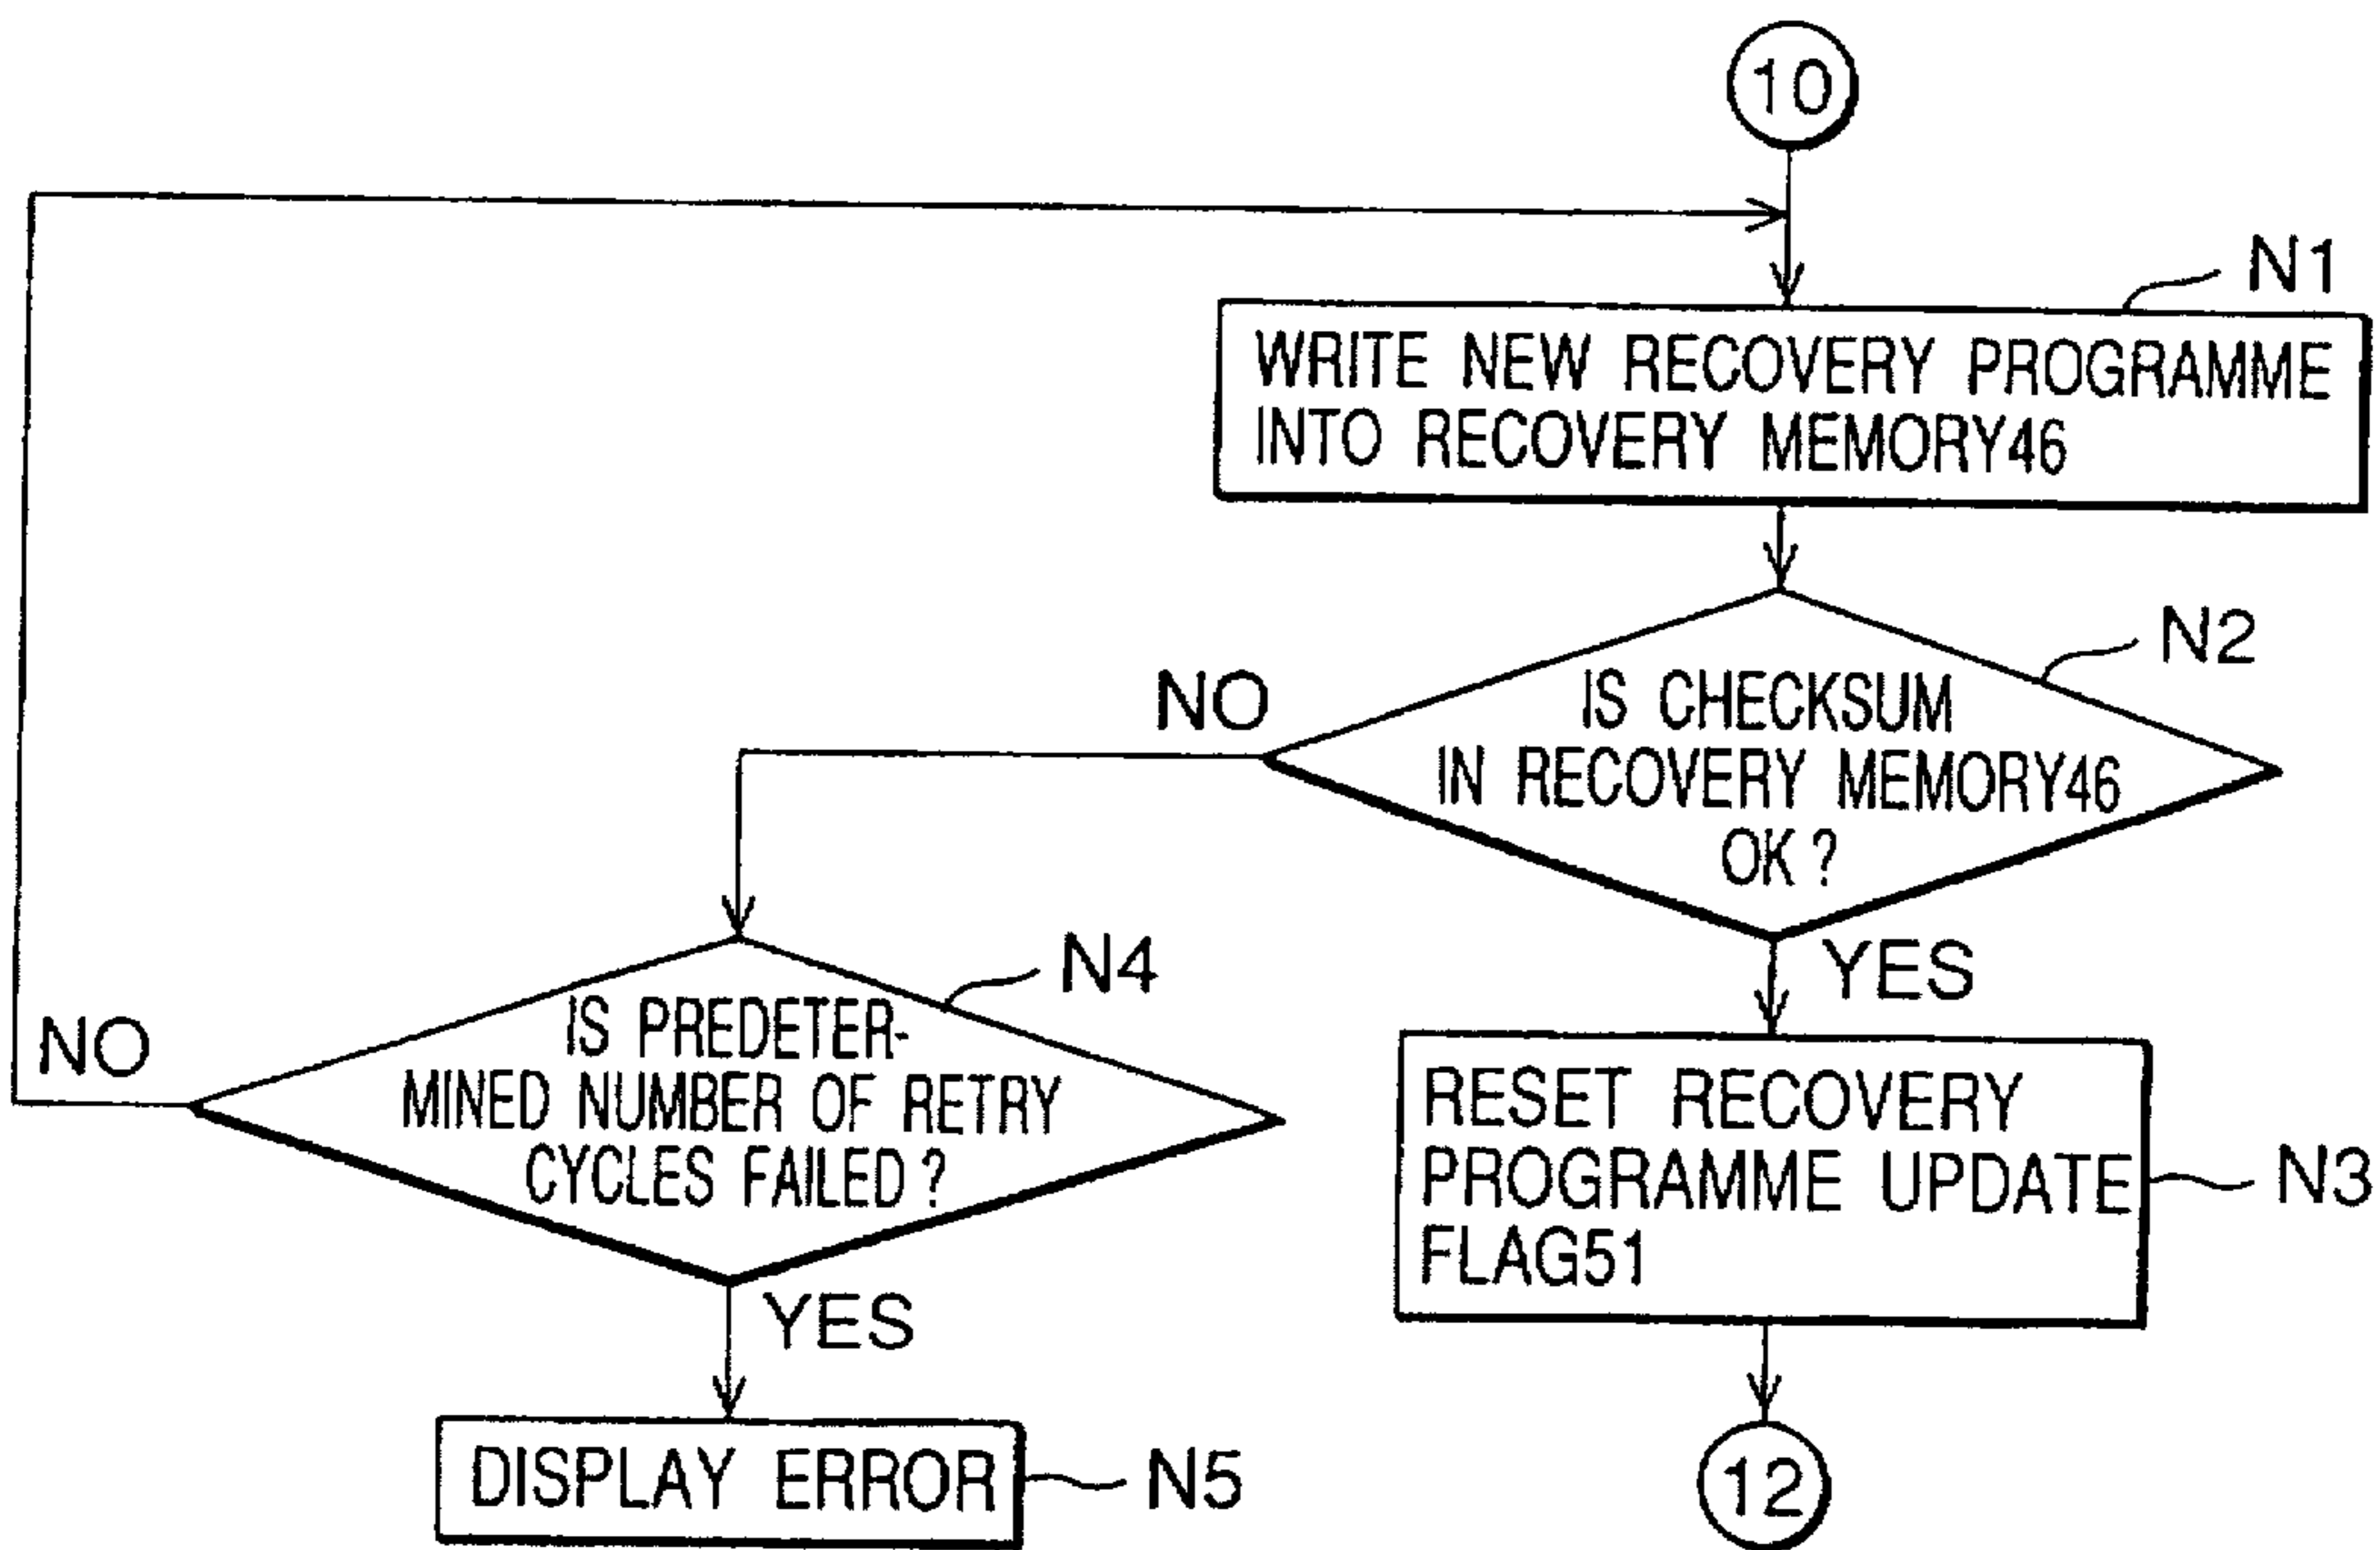 10
N1
WRITE NEW RECOVERY PROGRAMME
INTO RECOVERY MEMORY46
N2
NO
IS CHECKSUM
IN RECOVERY MEMORY46
OK?
YES
N4
NO
IS PREDETER-
MINED NUMBER OF RETRY
CYCLES FAILED?
YES
RESET RECOVERY
PROGRAMME UPDATE
FLAG51
N3
DISPLAY ERROR
N5
12